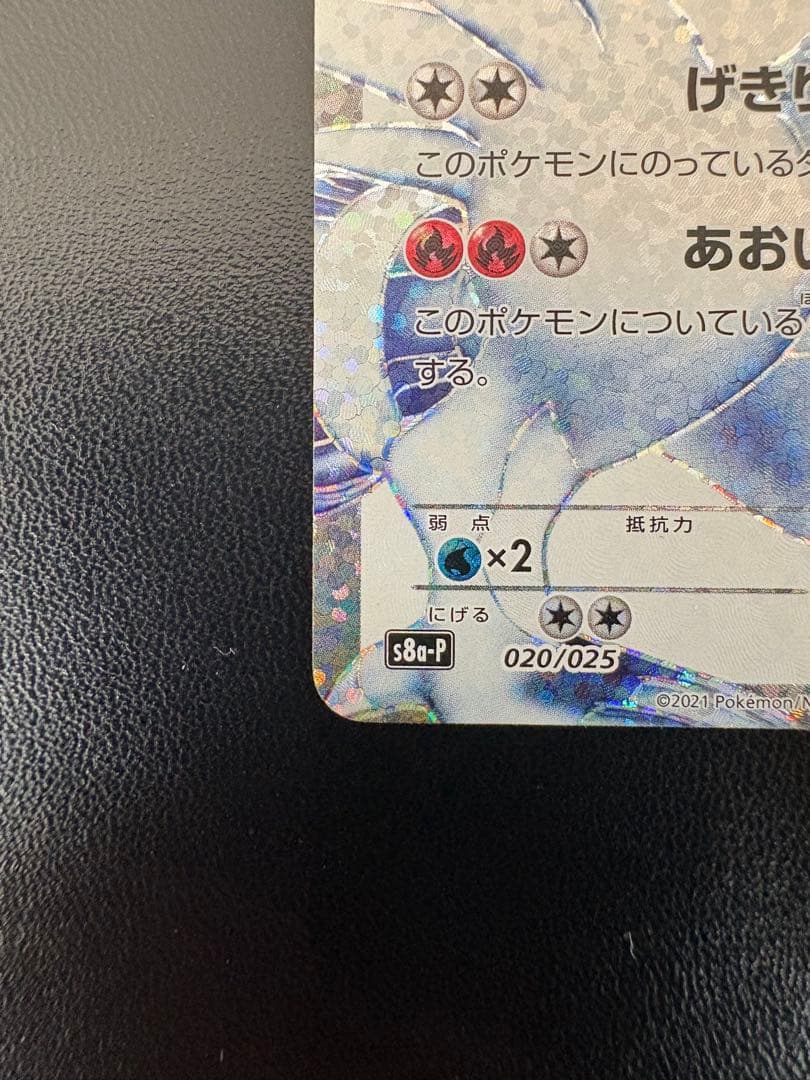 げきり
このポケモンにのっているダ
あおい
このポケモンについている
する。
弱点 抵抗力
×2
にげる
s8a-P 020/025
©2021 Pokémon/N